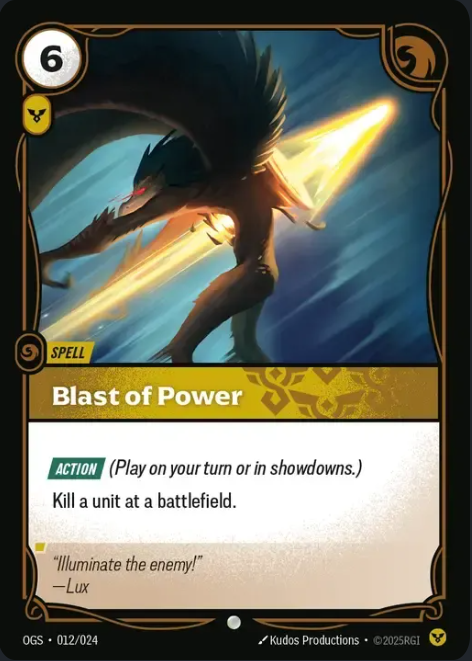 6
SPELL
Blast of Power
ACTION (Play on your turn or in showdowns.)
Kill a unit at a battlefield.
“Illuminate the enemy!”
—Lux
OGS • 012/024 Kudos Productions • ©2025RGI